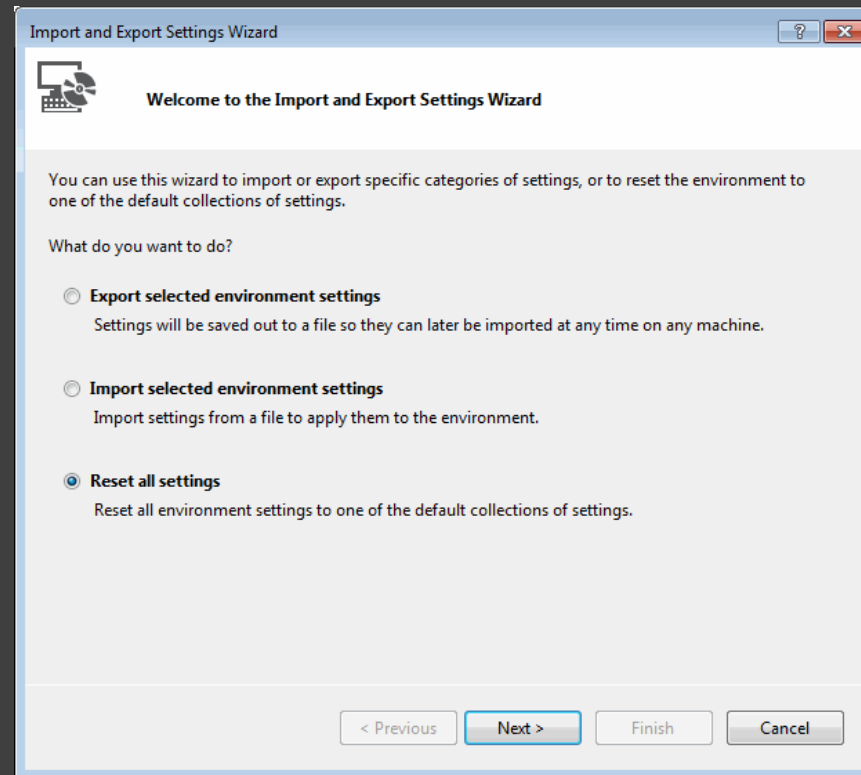 Import and Export Settings Wizard
?
Welcome to the Import and Export Settings Wizard
You can use this wizard to import or export specific categories of settings, or to reset the environment to
one of the default collections of settings.
What do you want to do?
Export selected environment settings
Settings will be saved out to a file so they can later be imported at any time on any machine.
Import selected environment settings
Import settings from a file to apply them to the environment.
Reset all settings
Reset all environment settings to one of the default collections of settings.
< Previous Next > Finish Cancel